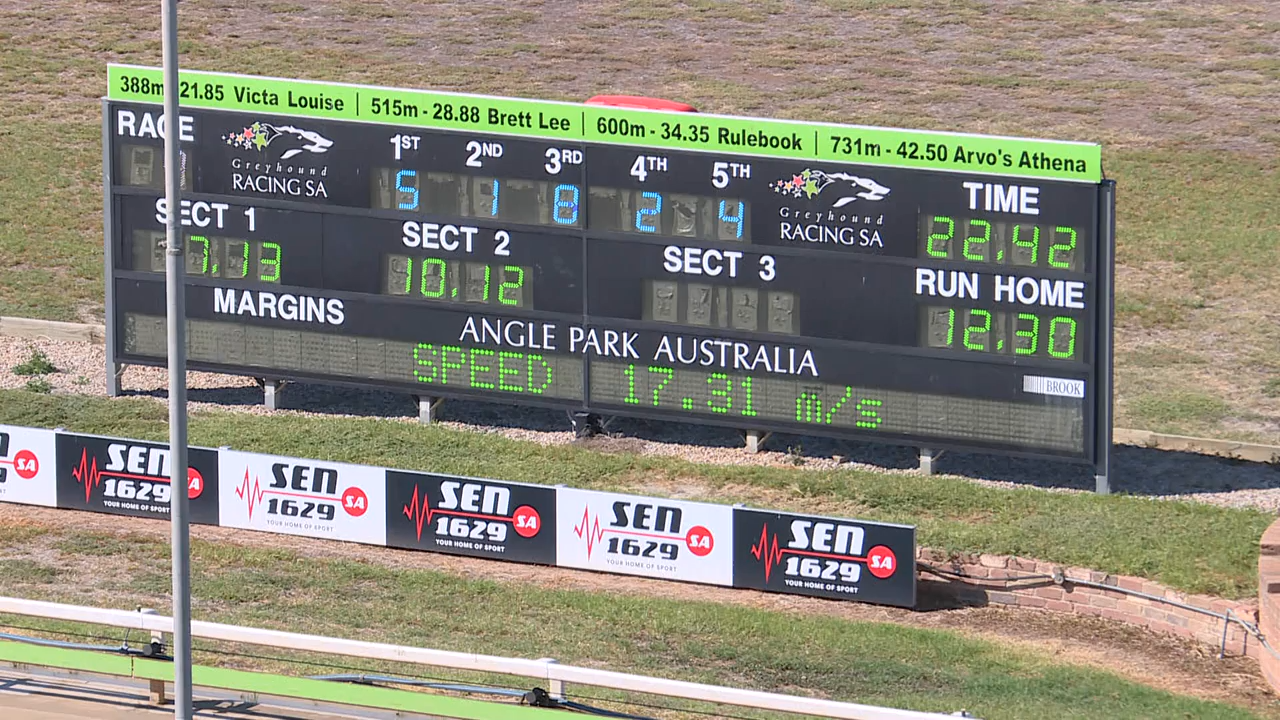 388m - 21.85 Victa Louise | 515m - 28.88 Brett Lee | 600m - 34.35 Rulebook | 731m - 42.50 Arvo's Athena
RACE
Greyhound
RACING SA
1ST 2ND 3RD 4TH 5TH
5 1 8 2 4
Greyhound
RACING SA
TIME
22.42
SECT 1
7.13
SECT 2
10.12
SECT 3
RUN HOME
12.30
MARGINS
ANGLE PARK AUSTRALIA
SPEED 17.31 m/s
BROOK
SA
SEN
1629 SA
YOUR HOME OF SPORT
SEN
1629 SA
YOUR HOME OF SPORT
SEN
1629 SA
YOUR HOME OF SPORT
SEN
1629 SA
YOUR HOME OF SPORT
SEN
1629 SA
YOUR HOME OF SPORT